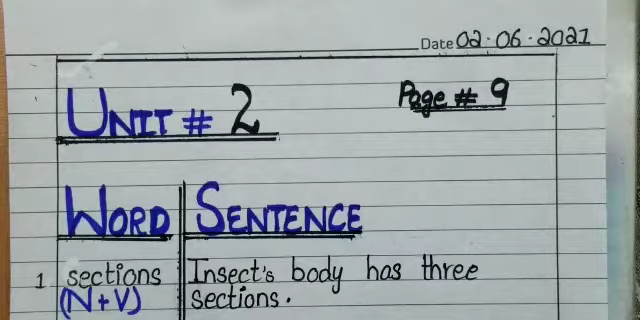 Date 02·06·2021
Unit # 2 Page # 9
Word Sentence
1 sections Insect's body has three
(N+V) sections.